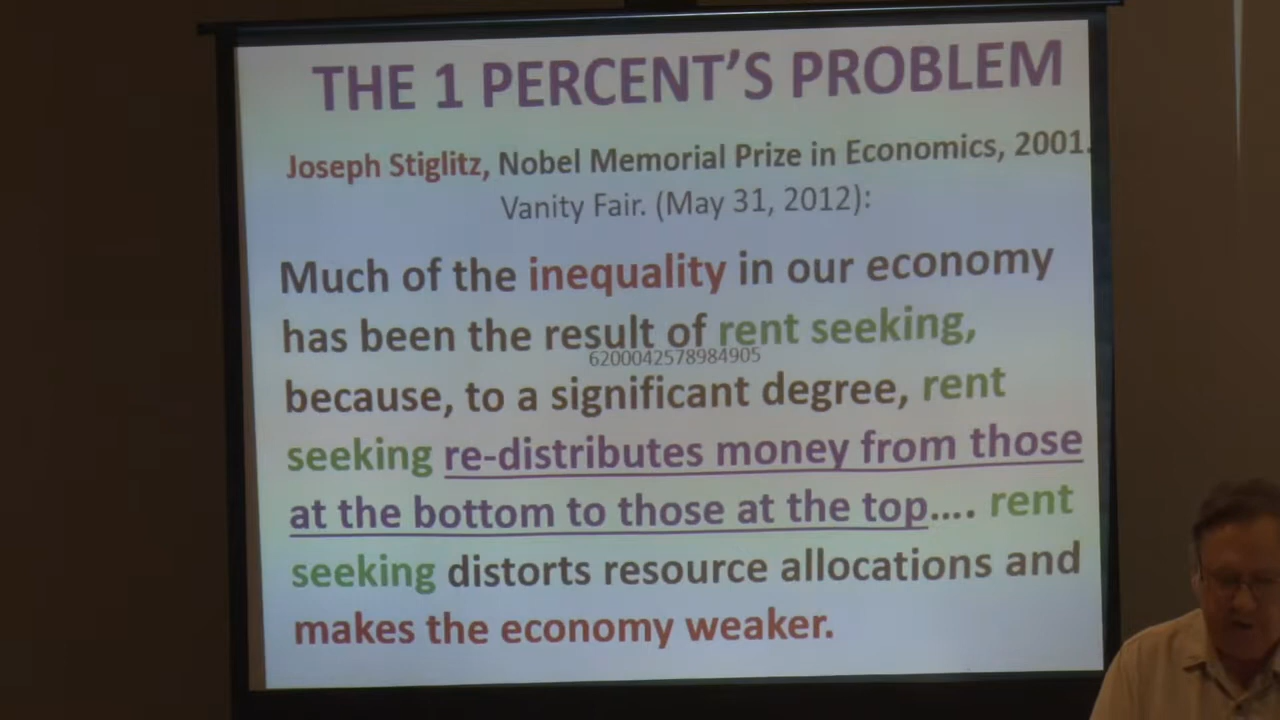 THE 1 PERCENT'S PROBLEM
Joseph Stiglitz, Nobel Memorial Prize in Economics, 2001.
Vanity Fair. (May 31, 2012):
Much of the inequality in our economy
has been the result of rent seeking,
6200042578984905
because, to a significant degree, rent
seeking re-distributes money from those
at the bottom to those at the top.... rent
seeking distorts resource allocations and
makes the economy weaker.